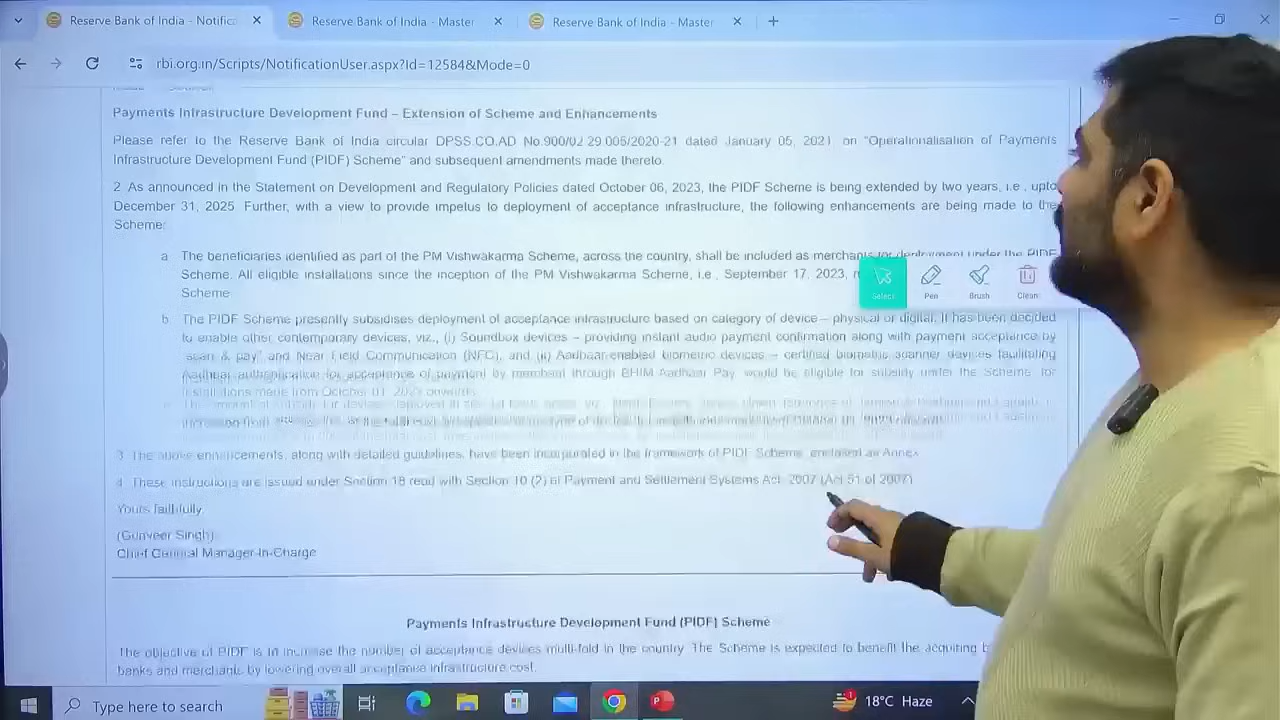 Reserve Bank of India - Notific
Reserve Bank of India - Master
Reserve Bank of India - Master
rbi.org.in/Scripts/NotificationUser.aspx?Id=12584&Mode=0
Payments Infrastructure Development Fund – Extension of Scheme and Enhancements
Please refer to the Reserve Bank of India circular DPSS.CO.AD No.900/02.29.005/2020-21 dated January 05, 2021 on "Operationalisation of Payments
Infrastructure Development Fund (PIDF) Scheme" and subsequent amendments made thereto.
2. As announced in the Statement on Development and Regulatory Policies dated October 06, 2023, the PIDF Scheme is being extended by two years, i.e., upto
December 31, 2025. Further, with a view to provide impetus to deployment of acceptance infrastructure, the following enhancements are being made to the
Scheme:
a The beneficiaries identified as part of the PM Vishwakarma Scheme, across the country, shall be included as merchants for deployment under the PIDF
Scheme. All eligible installations since the inception of the PM Vishwakarma Scheme, i.e., September 17, 2023,
Scheme
Select
Pen
Brush
Clean
b The PIDF Scheme presently subsidises deployment of acceptance infrastructure based on category of device – physical or digital. It has been decided
to enable other contemporary devices, viz., (i) Soundbox devices – providing instant audio payment confirmation along with payment acceptance by
"scan & pay" and Near Field Communication (NFC), and (ii) Aadhaar-enabled biometric devices – certified biometric scanner devices facilitating
Aadhaar authentication for acceptance of payment by merchant through BHIM Aadhaar Pay, would be eligible for subsidy under the Scheme, for
installations made from October 01, 2023 onwards.
3 The above enhancements, along with detailed guidelines, have been incorporated in the framework of PIDF Scheme, enclosed as Annex
4 These instructions are issued under Section 18 read with Section 10 (2) of Payment and Settlement Systems Act, 2007 (Act 51 of 2007)
Yours faithfully
(Gunveer Singh)
Chief General Manager-In-Charge
Payments Infrastructure Development Fund (PIDF) Scheme
The objective of PIDF is to increase the number of acceptance devices multi-fold in the country. The Scheme is expected to benefit the acquiring
banks and merchants by lowering overall acceptance infrastructure cost.
Type here to search
18°C Haze